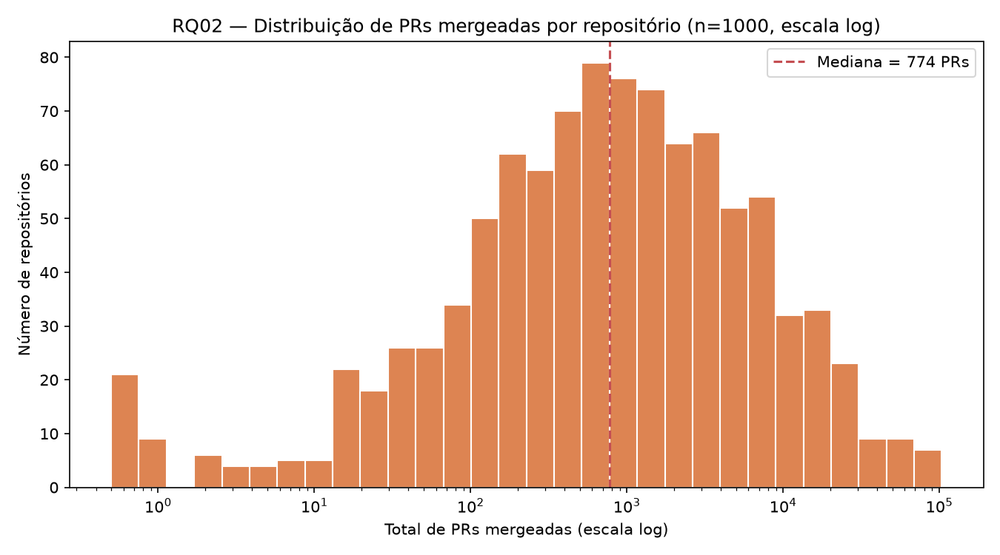 RQ02 — Distribuição de PRs mergeadas por repositório (n=1000, escala log)
Mediana = 774 PRs
Número de repositórios
80
70
60
50
40
30
20
10
0
10⁰ 10¹ 10² 10³ 10⁴ 10⁵
Total de PRs mergeadas (escala log)